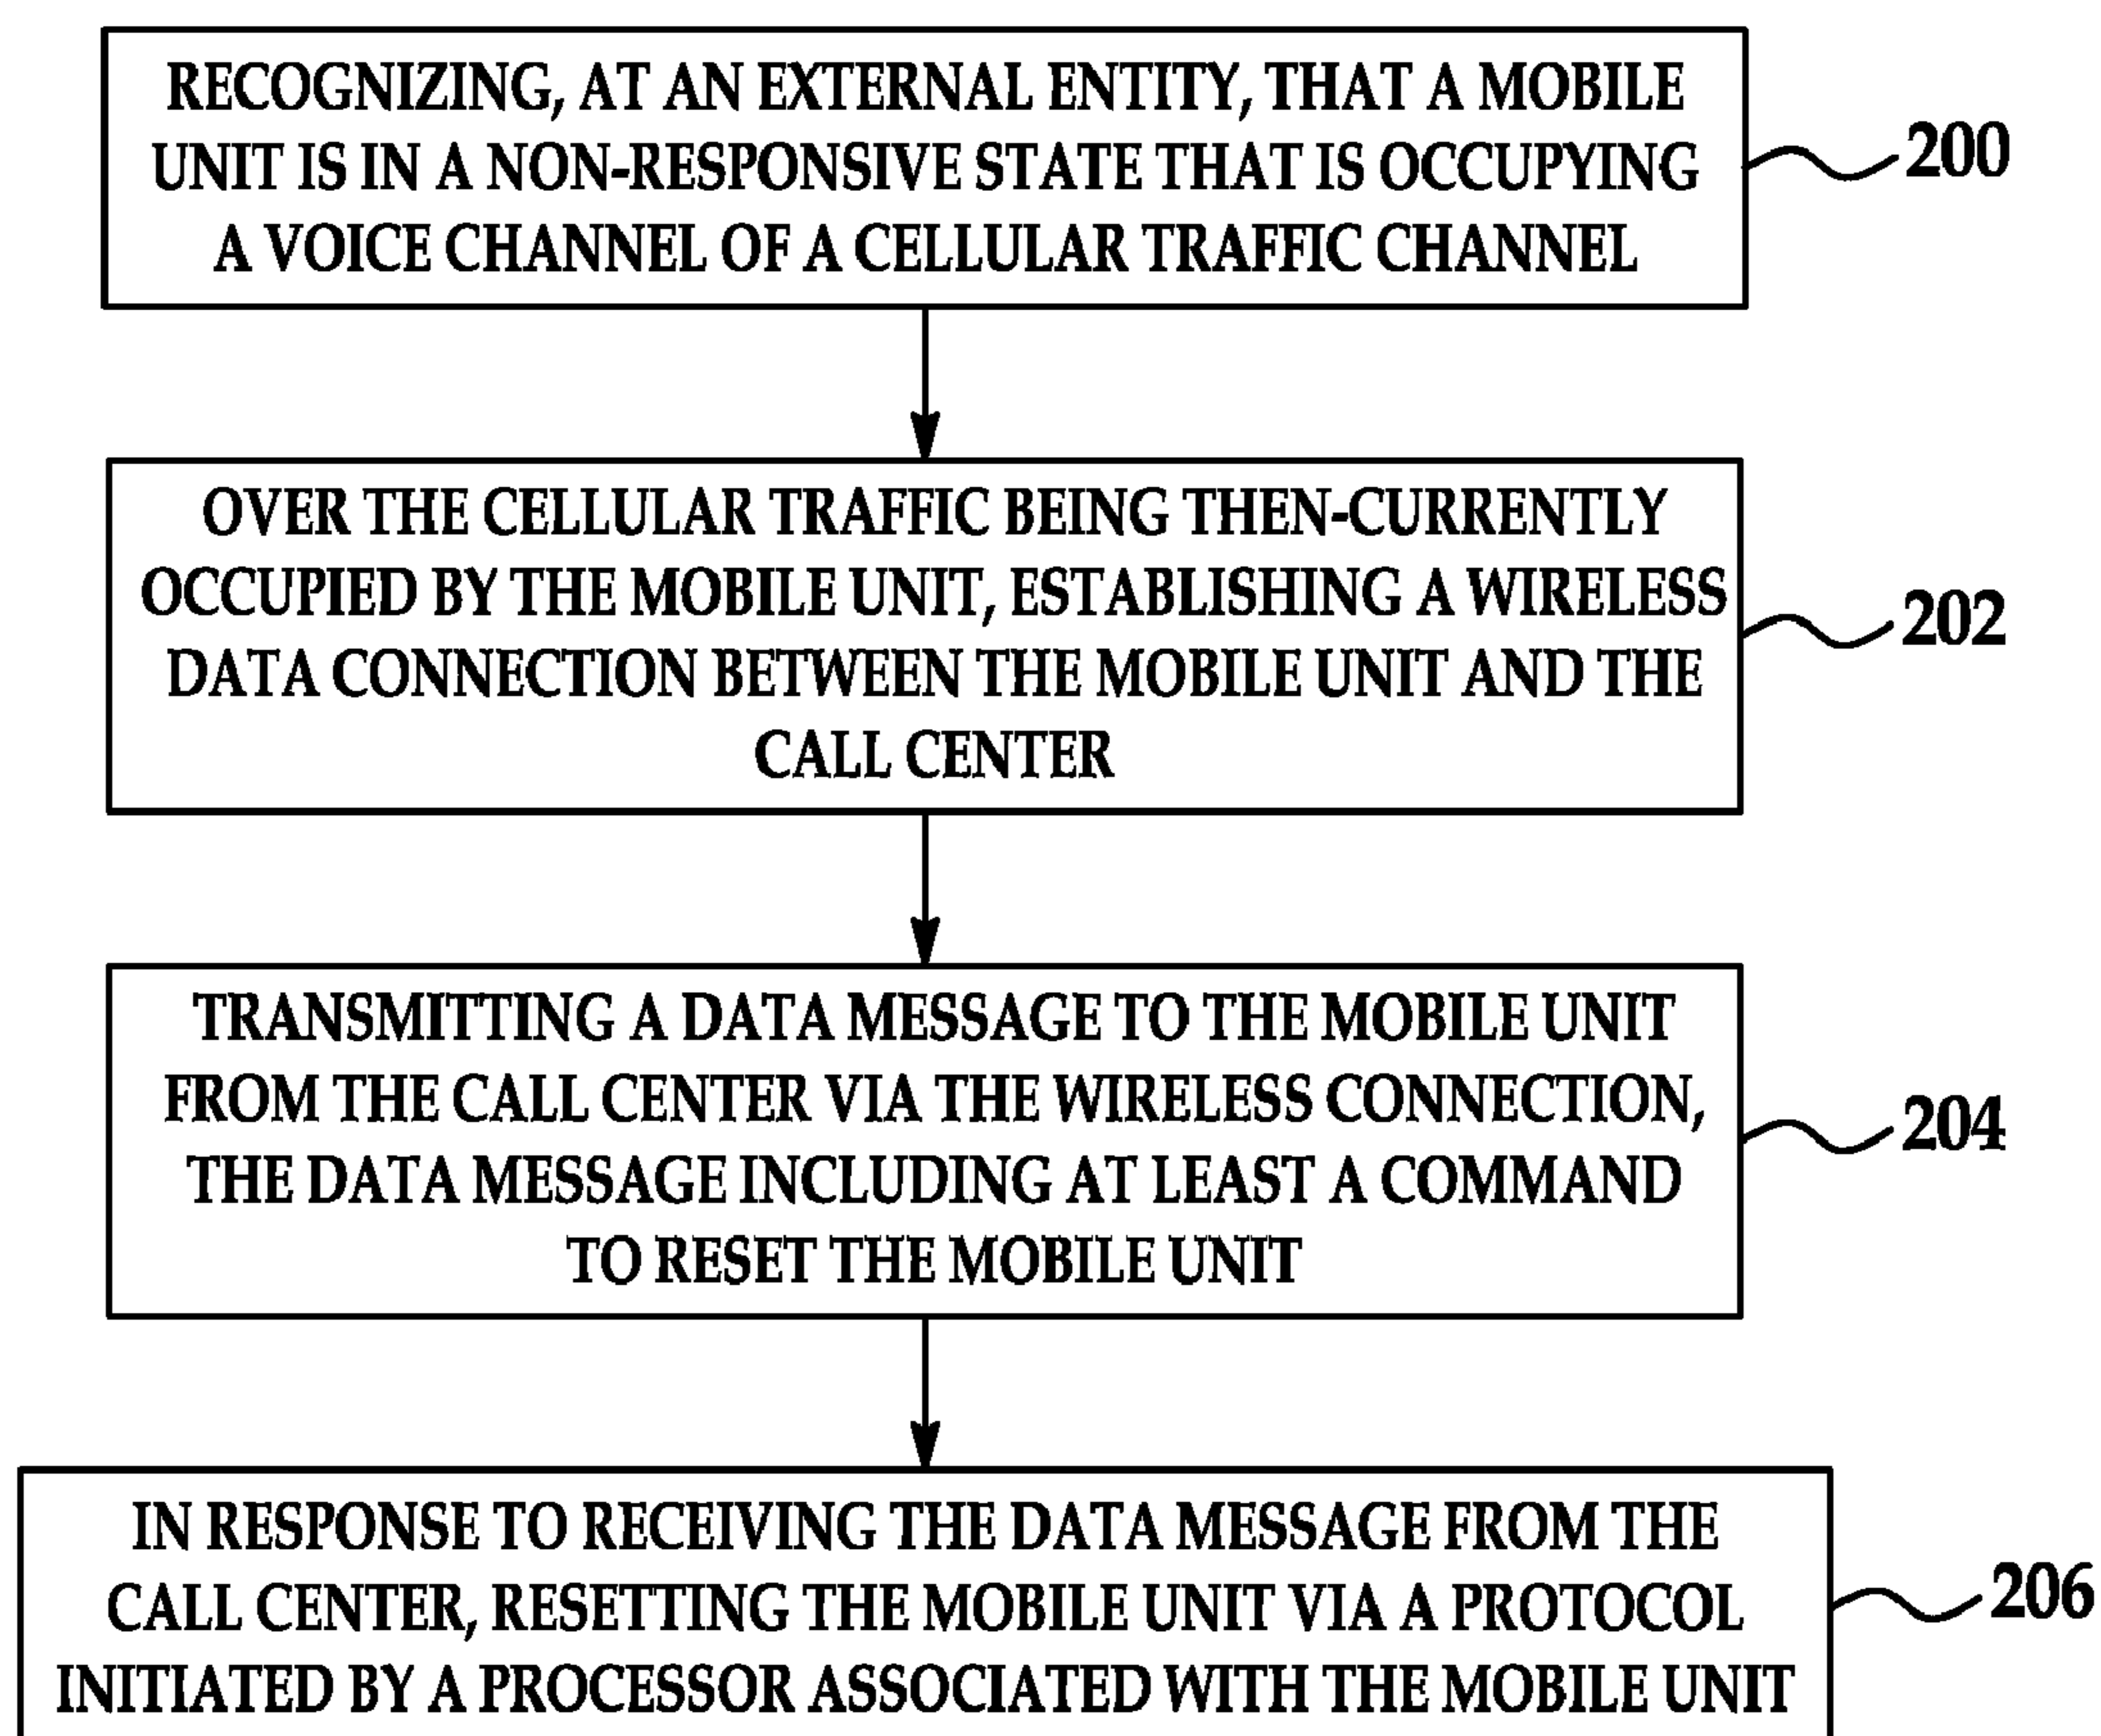 RECOGNIZING, AT AN EXTERNAL ENTITY, THAT A MOBILE
UNIT IS IN A NON-RESPONSIVE STATE THAT IS OCCUPYING
A VOICE CHANNEL OF A CELLULAR TRAFFIC CHANNEL
200
OVER THE CELLULAR TRAFFIC BEING THEN-CURRENTLY
OCCUPIED BY THE MOBILE UNIT, ESTABLISHING A WIRELESS
DATA CONNECTION BETWEEN THE MOBILE UNIT AND THE
CALL CENTER
202
TRANSMITTING A DATA MESSAGE TO THE MOBILE UNIT
FROM THE CALL CENTER VIA THE WIRELESS CONNECTION,
THE DATA MESSAGE INCLUDING AT LEAST A COMMAND
TO RESET THE MOBILE UNIT
204
IN RESPONSE TO RECEIVING THE DATA MESSAGE FROM THE
CALL CENTER, RESETTING THE MOBILE UNIT VIA A PROTOCOL
INITIATED BY A PROCESSOR ASSOCIATED WITH THE MOBILE UNIT
206